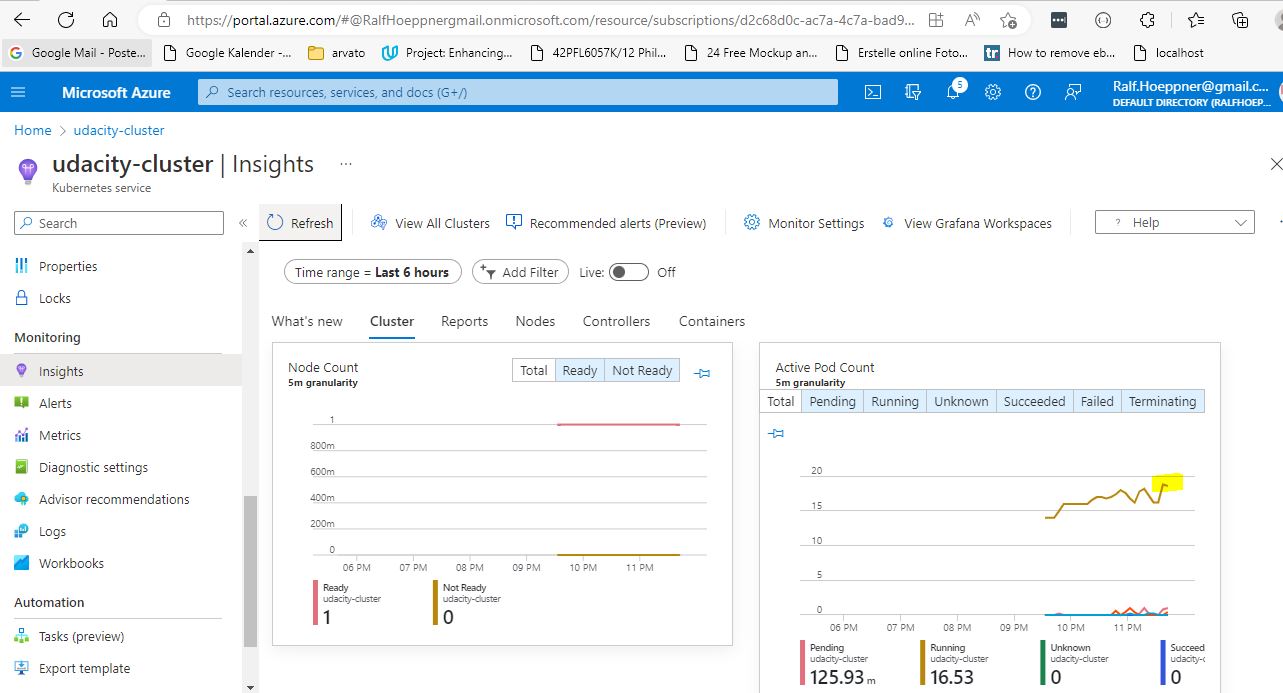 https://portal.azure.com/#@RalfHoeppnergmail.onmicrosoft.com/resource/subscriptions/d2c68d0c-ac7a-4c7a-bad9...
Google Mail - Poste... Google Kalender -... arvato Project: Enhancing... 42PFL6057K/12 Phil... 24 Free Mockup an... Erstelle online Foto... tr How to remove eb... localhost
Microsoft Azure Search resources, services, and docs (G+/) 5 Ralf.Hoeppner@gmail.c...
DEFAULT DIRECTORY (RALFHOEP...
Home > udacity-cluster
udacity-cluster | Insights ...
Kubernetes service
Search « Refresh View All Clusters Recommended alerts (Preview) Monitor Settings View Grafana Workspaces ? Help
Properties
Locks
Monitoring
Insights
Alerts
Metrics
Diagnostic settings
Advisor recommendations
Logs
Workbooks
Automation
Tasks (preview)
Export template
Time range = Last 6 hours Add Filter Live: Off
What's new Cluster Reports Nodes Controllers Containers
Node Count
5m granularity
Total Ready Not Ready
1
800m
600m
400m
200m
0
06 PM 07 PM 08 PM 09 PM 10 PM 11 PM
Ready
udacity-cluster
1
Not Ready
udacity-cluster
0
Active Pod Count
5m granularity
Total Pending Running Unknown Succeeded Failed Terminating
20
15
10
5
0
06 PM 07 PM 08 PM 09 PM 10 PM 11 PM
Pending
udacity-cluster
125.93 m
Running
udacity-cluster
16.53
Unknown
udacity-cluster
0
Succeed
udacity-c
0